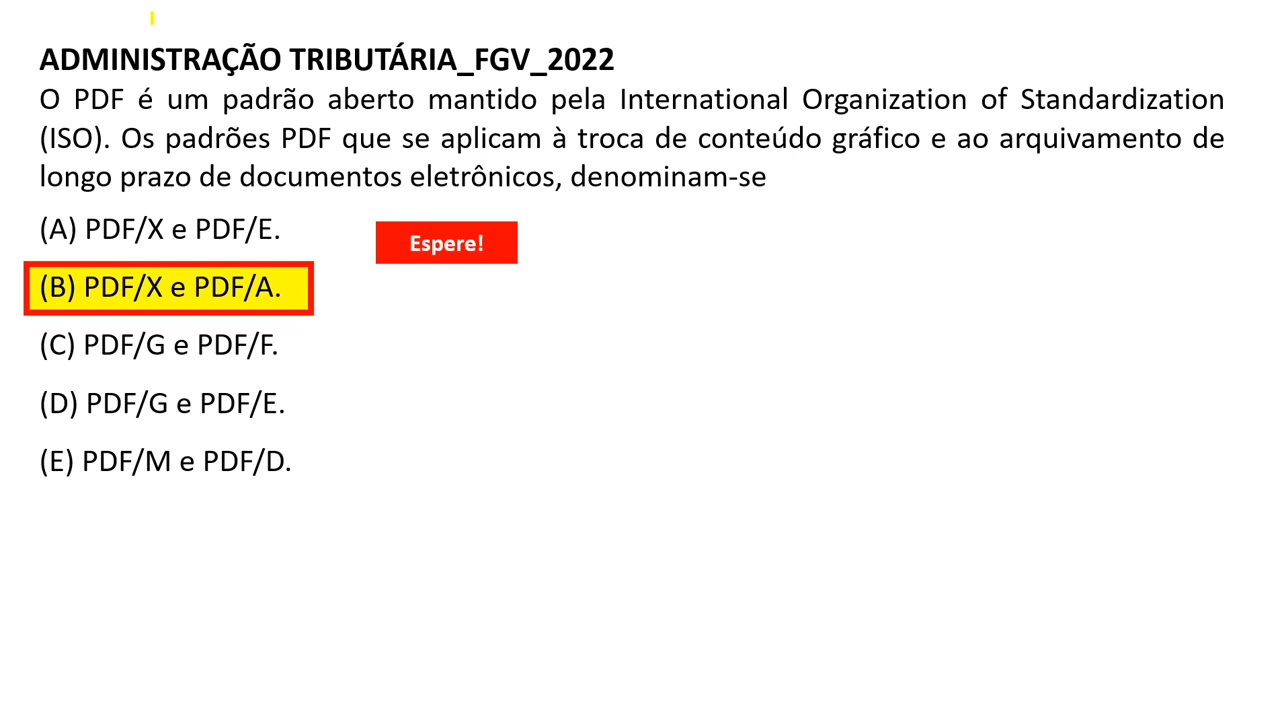 ADMINISTRAÇÃO TRIBUTÁRIA_FGV_2022
O PDF é um padrão aberto mantido pela International Organization of Standardization
(ISO). Os padrões PDF que se aplicam à troca de conteúdo gráfico e ao arquivamento de
longo prazo de documentos eletrônicos, denominam-se
(A) PDF/X e PDF/E.
Espere!
(B) PDF/X e PDF/A.
(C) PDF/G e PDF/F.
(D) PDF/G e PDF/E.
(E) PDF/M e PDF/D.